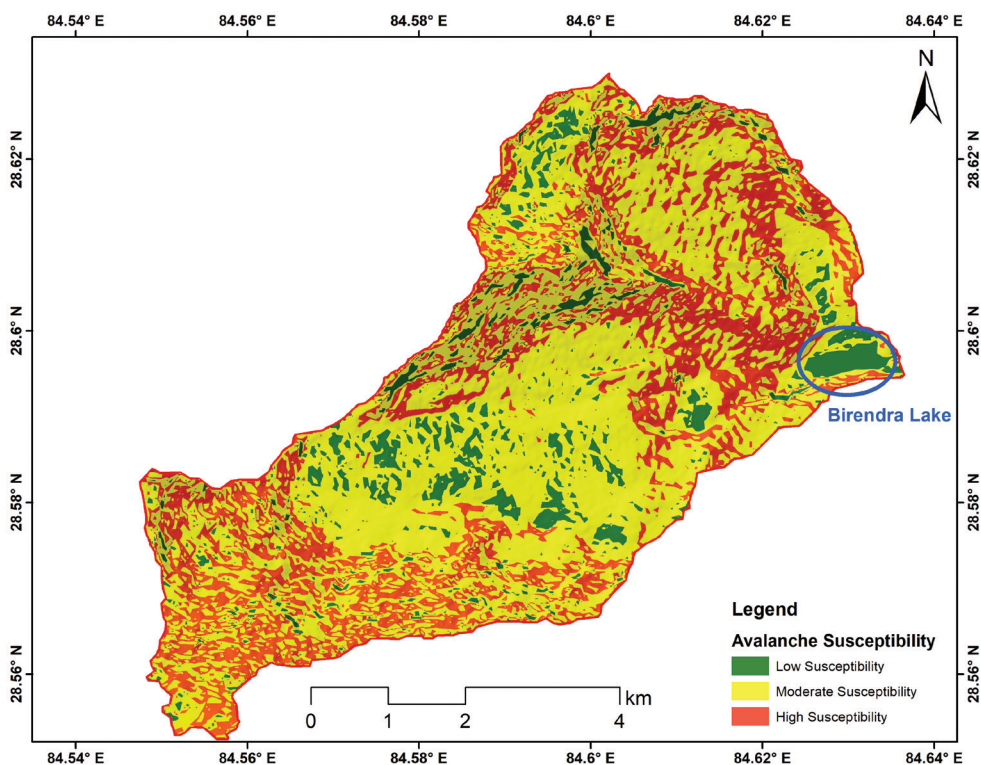 84.54° E 84.56° E 84.58° E 84.6° E 84.62° E 84.64° E
N
28.62° N 28.62° N
28.6° N 28.6° N
Birendra Lake
28.58° N 28.58° N
Legend
Avalanche Susceptibility
Low Susceptibility
28.56° N 28.56° N
Moderate Susceptibility
km
High Susceptibility
0 1 2 4
84.54° E 84.56° E 84.58° E 84.6° E 84.62° E 84.64° E